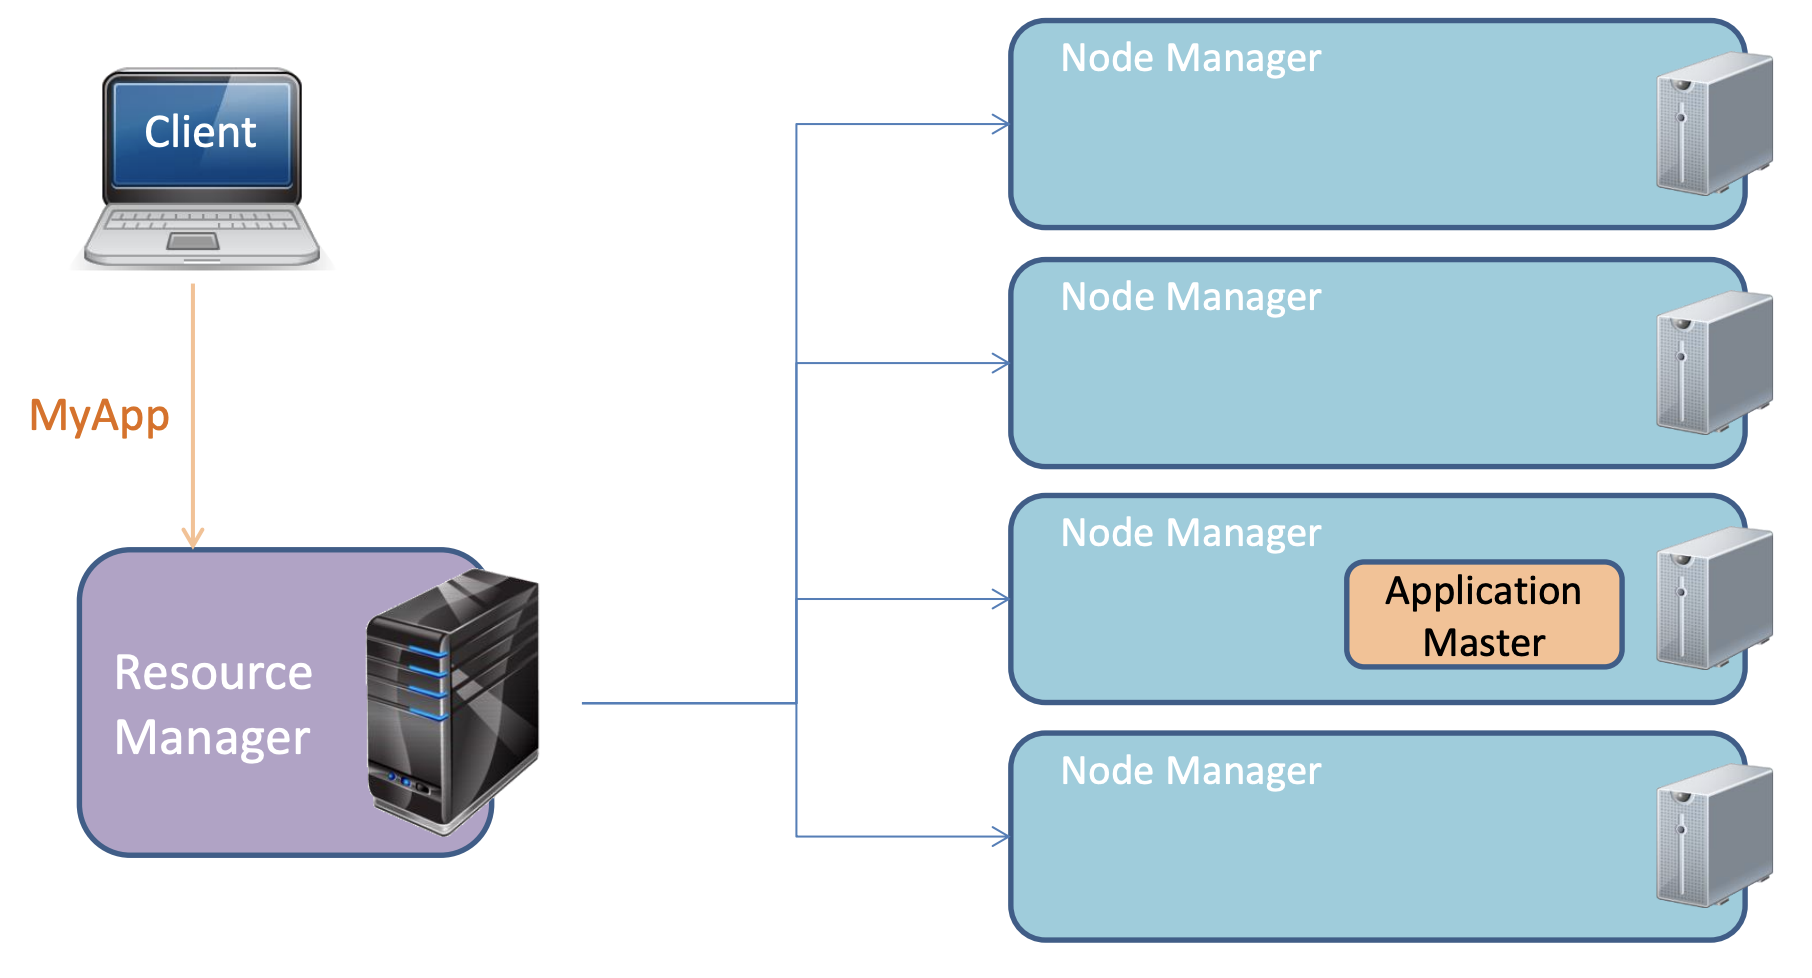 Client
MyApp
Resource
Manager
Node Manager
Node Manager
Node Manager
Application
Master
Node Manager